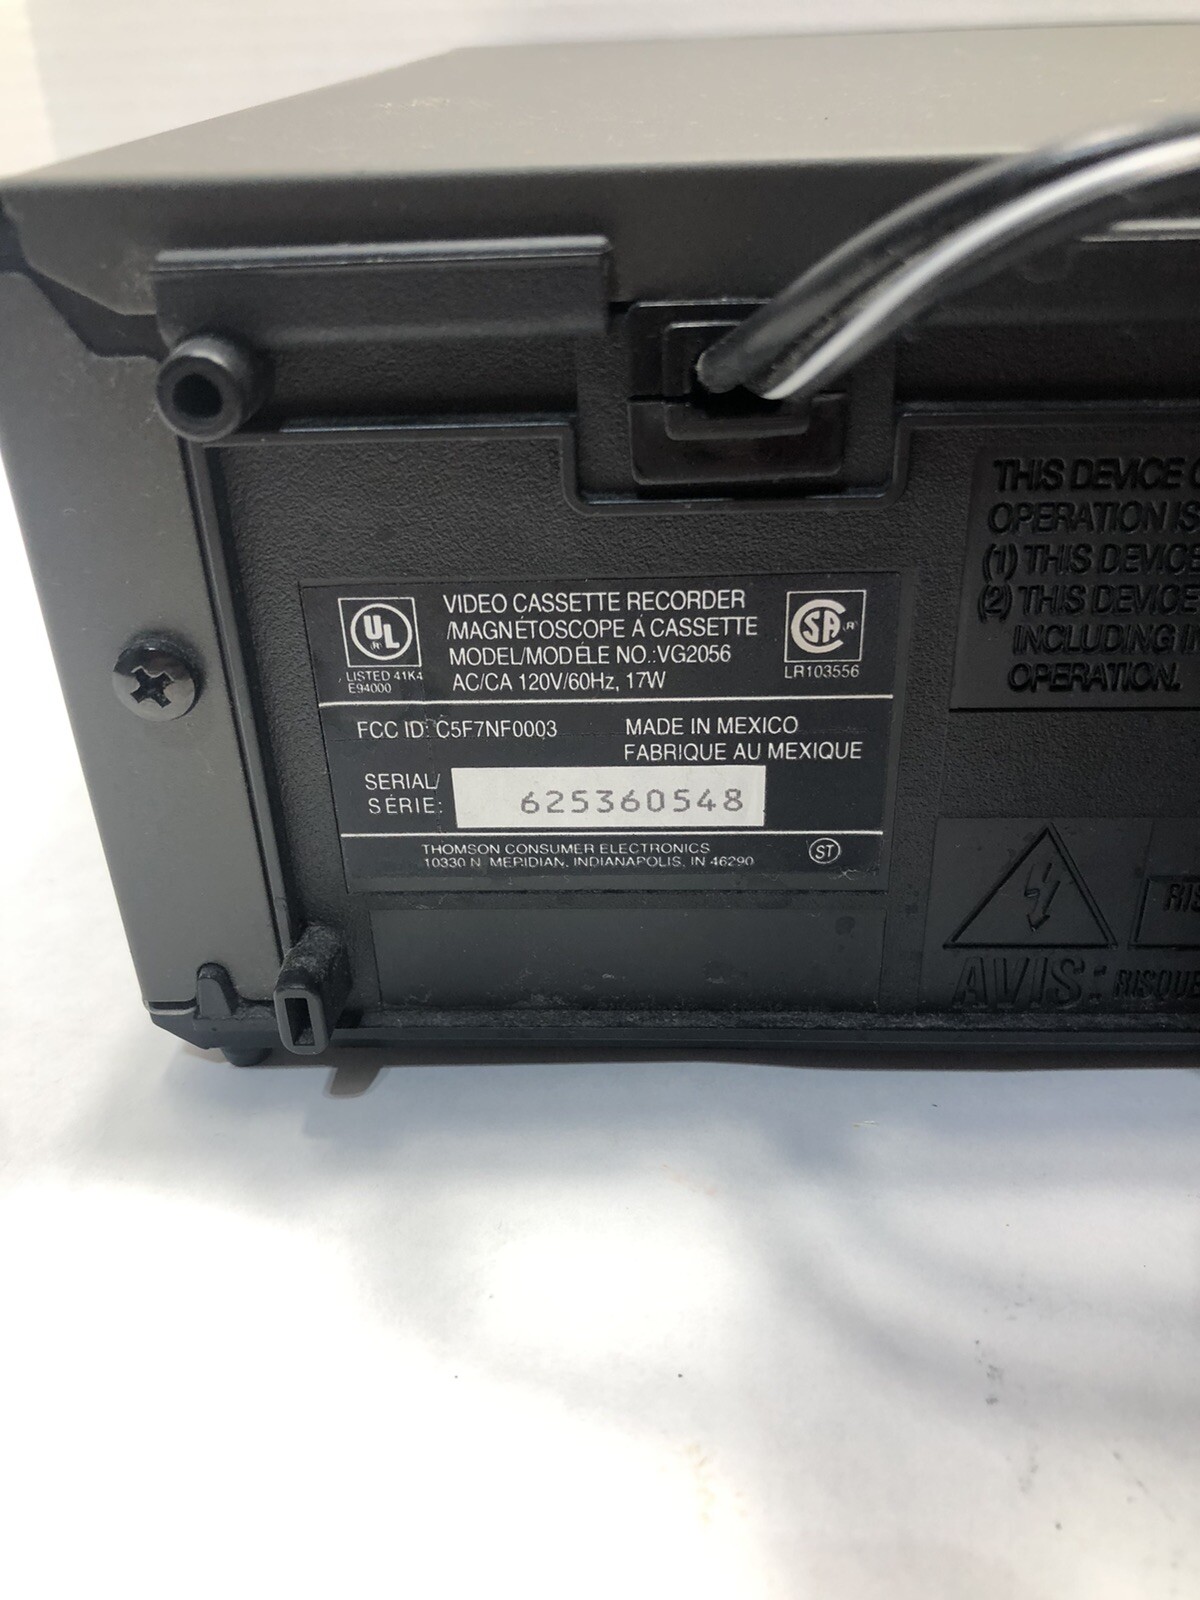 UL
LISTED 41K4
E94000
VIDEO CASSETTE RECORDER
/MAGNÉTOSCOPE À CASSETTE
MODEL/MODÈLE NO.:VG2056
AC/CA 120V/60Hz, 17W
SA
LR103556
FCC ID: C5F7NF0003
MADE IN MEXICO
FABRIQUE AU MEXIQUE
SERIAL/
SÉRIE:
625360548
THOMSON CONSUMER ELECTRONICS
10330 N. MERIDIAN, INDIANAPOLIS, IN 46290
ST
THIS DEVICE
OPERATION IS
(1) THIS DEVICE
(2) THIS DEVICE
INCLUDING
OPERATION.
AVIS: RISQUE